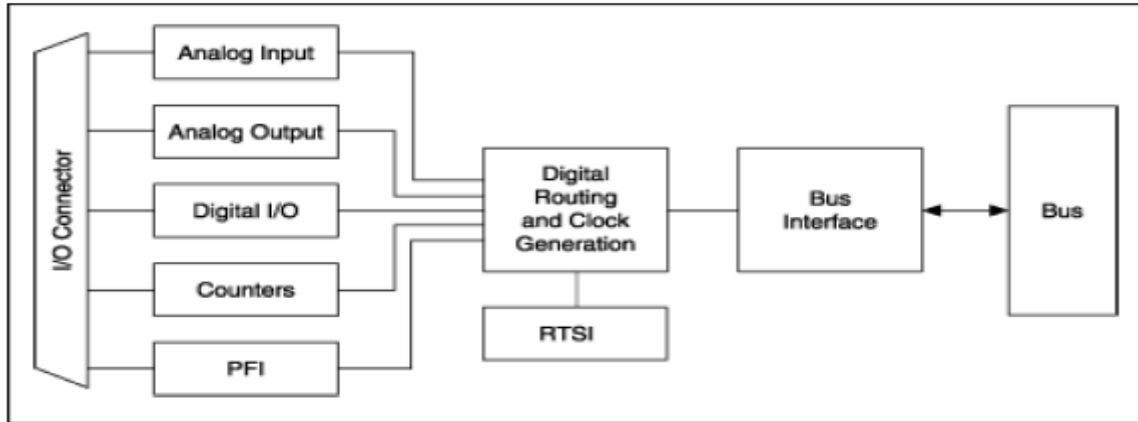 I/O Connector
Analog Input
Analog Output
Digital I/O
Counters
PFI
Digital
Routing
and Clock
Generation
RTSI
Bus
Interface
Bus